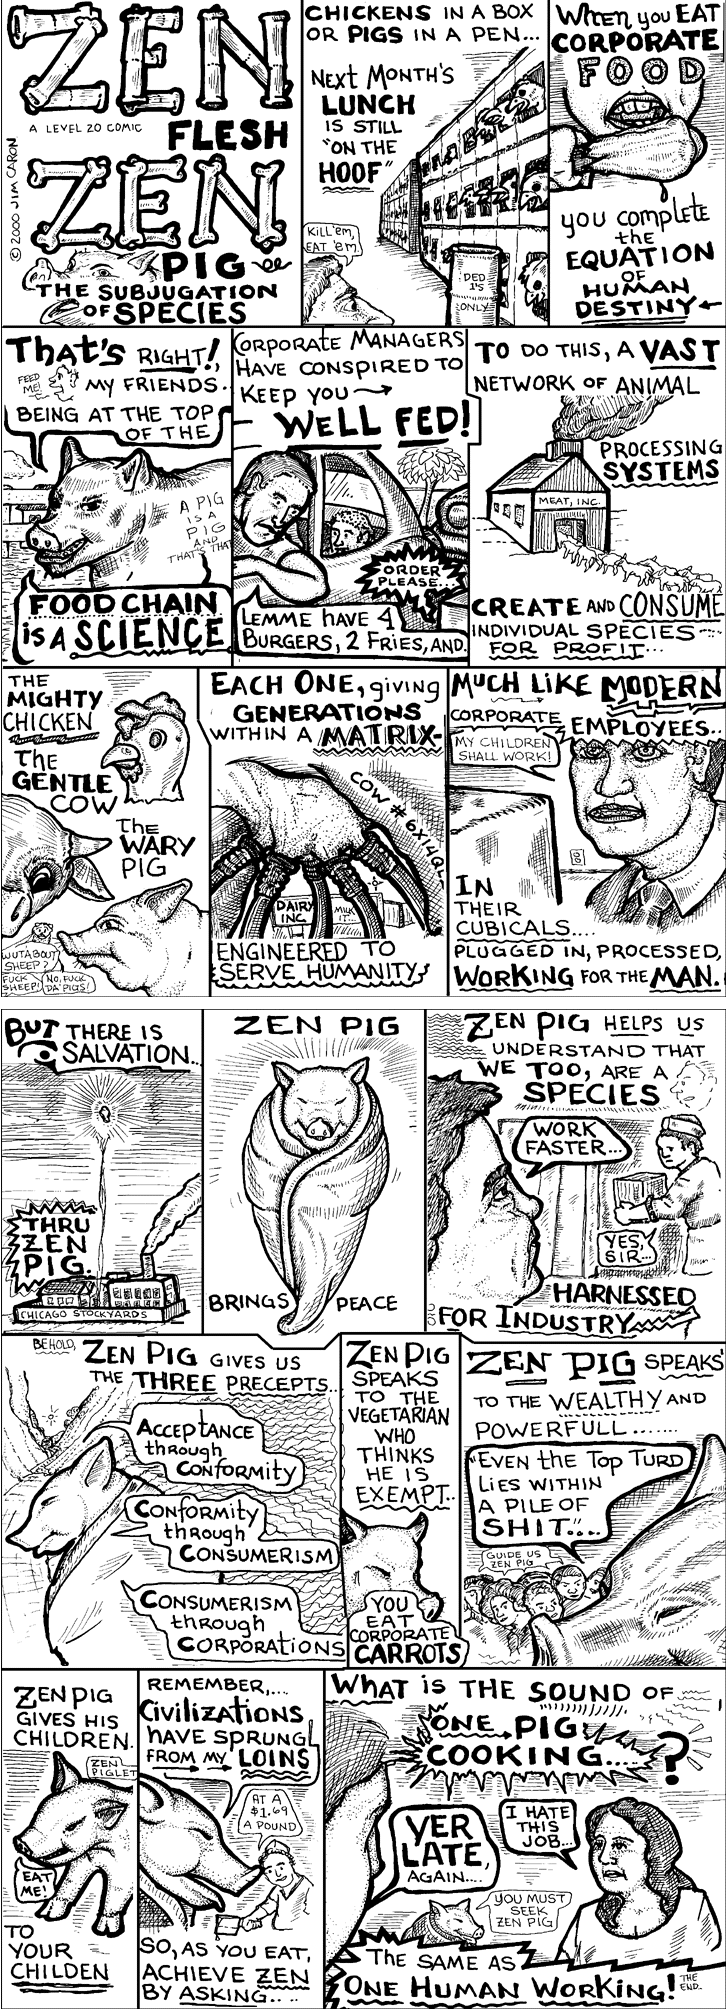 ZEN
A LEVEL 20 COMIC
FLESH
ZEN
© 2000 JIM CARON
PIG
THE SUBJUGATION
OF SPECIES
CHICKENS IN A BOX
OR PIGS IN A PEN...
NEXT MONTH'S
LUNCH
IS STILL
"ON THE
HOOF"
KILL 'EM,
EAT 'EM
DED
1'S
ONLY
When you EAT
CORPORATE
FOOD
you complete
the
EQUATION
OF
HUMAN
DESTINY
THAT'S RIGHT!,
FEED
ME!
MY FRIENDS..
BEING AT THE TOP
OF THE
A PIG
IS A
PIG
AND
THAT'S THAT
FOOD CHAIN
iS A SCIENCE
CORPORATE MANAGERS
HAVE CONSPIRED TO
KEEP YOU
WELL FED!
ORDER
PLEASE...
LEMME HAVE 4
BURGERS, 2 FRIES, AND.
TO DO THIS, A VAST
NETWORK OF ANIMAL
PROCESSING
SYSTEMS
MEAT, INC.
CREATE AND CONSUME
INDIVIDUAL SPECIES
FOR PROFIT...
THE
MIGHTY
CHICKEN
THE
GENTLE
COW
THE
WARY
PIG
WUTABOUT
SHEEP?
FUCK
SHEEP!
NO, FUCK
DA' PIGS!
EACH ONE, giving
GENERATIONS
WITHIN A MATRIX-
COW # 6X14QL
DAIRY
INC.
MILK
IT..
ENGINEERED TO
SERVE HUMANITY
MUCH LIKE MODERN
CORPORATE EMPLOYEES..
MY CHILDREN
SHALL WORK!
IN
THEIR
CUBICALS....
PLUGGED IN, PROCESSED,
WORKING FOR THE MAN.
BUT THERE IS
SALVATION...
THRU
ZEN
PIG.
CHICAGO STOCKYARDS
ZEN PIG
BRINGS PEACE
ZEN PIG HELPS US
UNDERSTAND THAT
WE TOO, ARE A
SPECIES
WORK
FASTER...
YES,
SIR...
HARNESSED
FOR INDUSTRY
BEHOLD,
ZEN PIG GIVES US
THE THREE PRECEPTS...
ACCEPTANCE
through
CONFORMITY
CONFORMITY
through
CONSUMERISM
CONSUMERISM
through
CORPORATIONS
ZEN PIG
SPEAKS
TO THE
VEGETARIAN
WHO
THINKS
HE IS
EXEMPT..
YOU
EAT
CORPORATE
CARROTS
ZEN PIG SPEAKS
TO THE WEALTHY AND
POWERFULL.......
"EVEN the TOP TURD
LIES WITHIN
A PILE OF
SHIT."....
GUIDE US
ZEN PIG
ZEN PIG
GIVES HIS
CHILDREN.
ZEN
PIGLET
EAT
ME!
TO
YOUR
CHILDEN
REMEMBER,...
CIVILIZATIONS
HAVE SPRUNG
FROM MY LOINS
AT A
$1.69
A POUND
SO, AS YOU EAT,
ACHIEVE ZEN
BY ASKING...
WHAT IS THE SOUND OF
ONE PIG
COOKING.... ?
YER
LATE,
AGAIN....
I HATE
THIS
JOB...
YOU MUST
SEEK
ZEN PIG
THE SAME AS
ONE HUMAN WORKING!
THE
END..